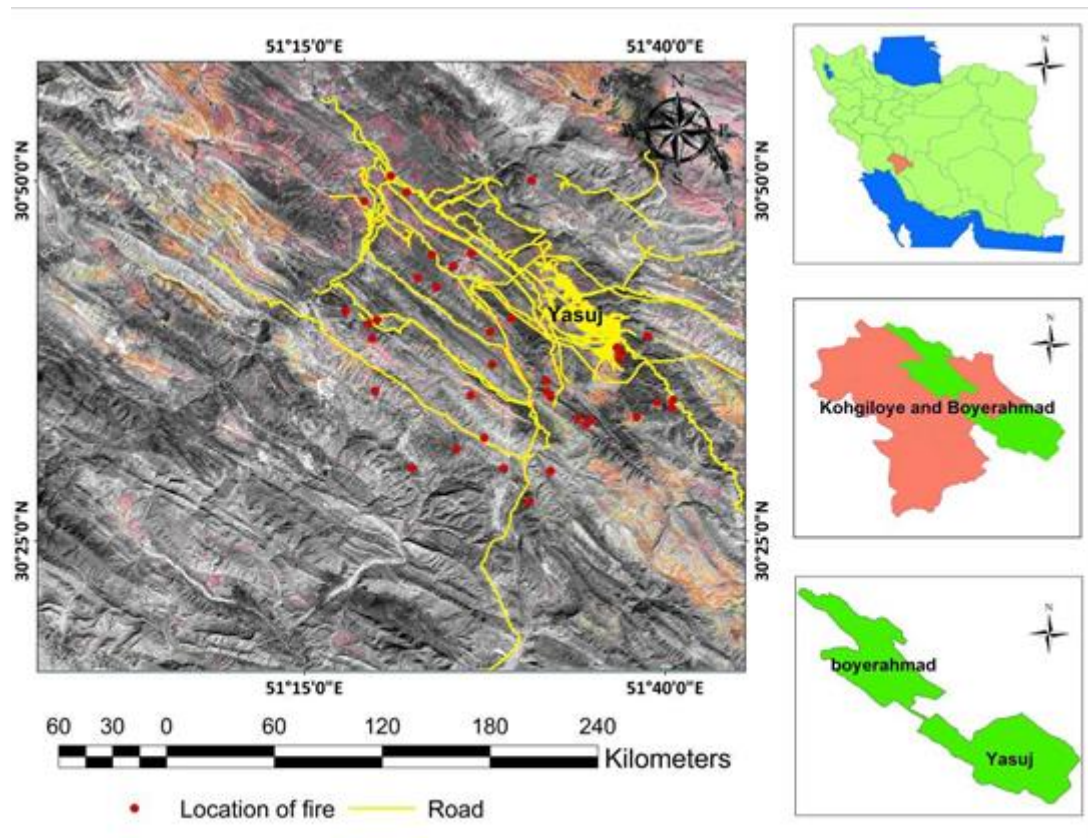 51°15'0"E 51°40'0"E
N
W E
30°50'0"N 30°50'0"N
Yasuj
30°25'0"N 30°25'0"N
51°15'0"E 51°40'0"E
60 30 0 60 120 180 240
Kilometers
Location of fire Road
N
N
Kohgiloye and Boyerahmad
N
boyerahmad
Yasuj